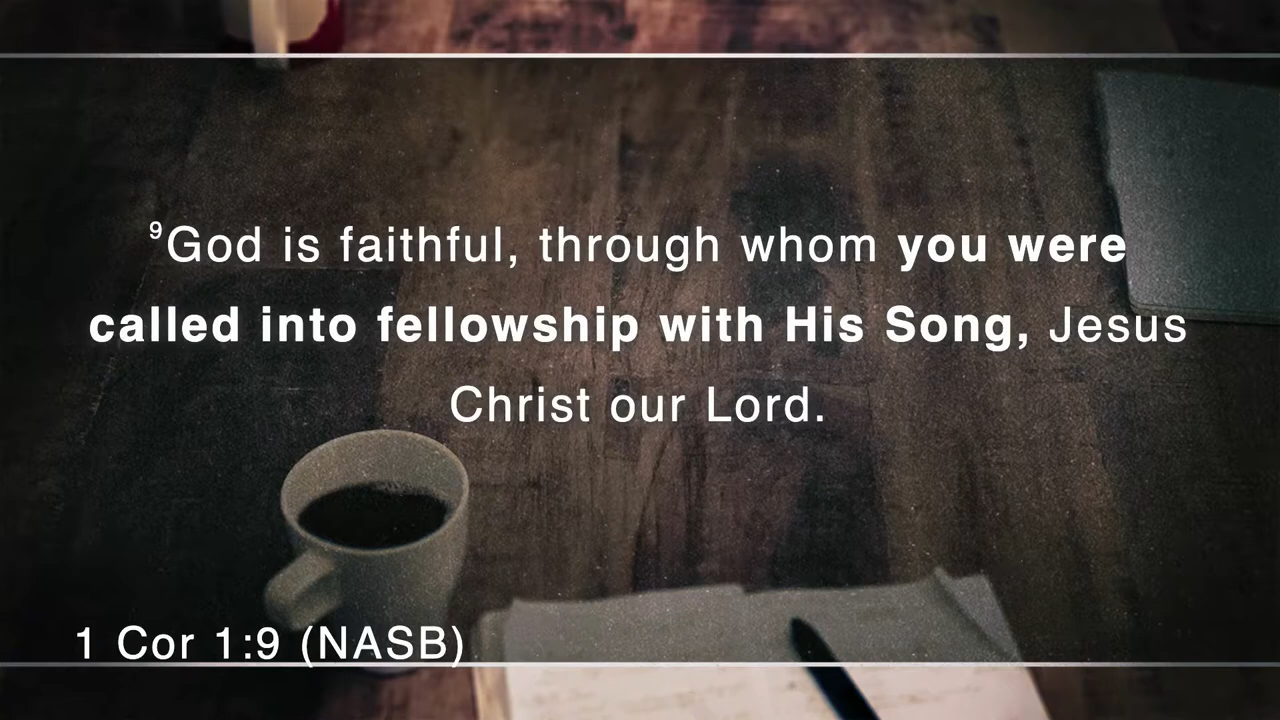 ⁹God is faithful, through whom you were
called into fellowship with His Song, Jesus
Christ our Lord.
1 Cor 1:9 (NASB)